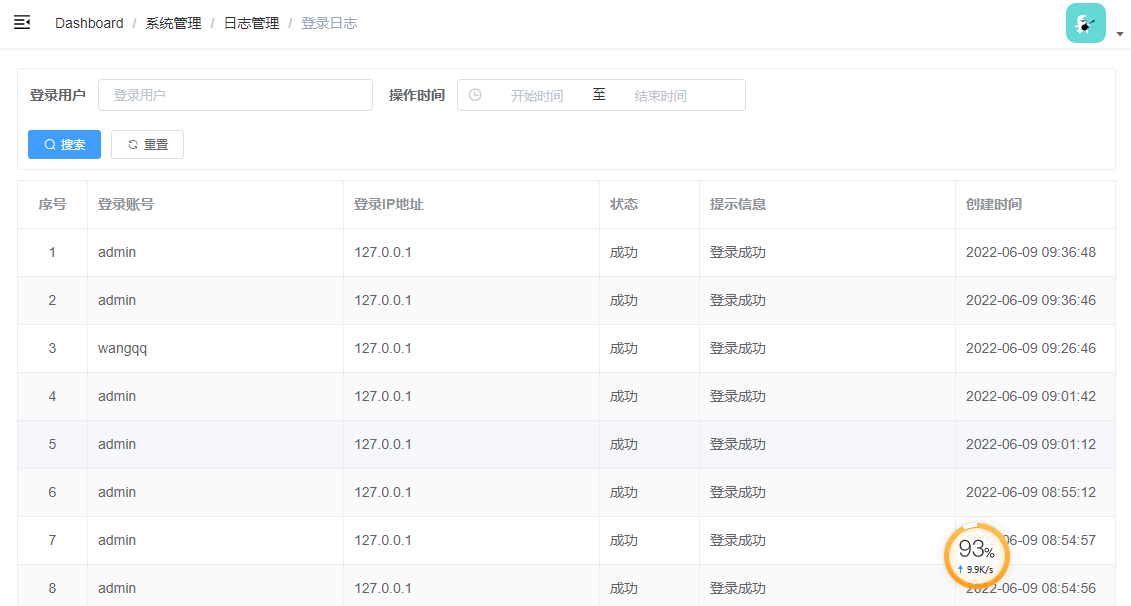 Dashboard / 系统管理 / 日志管理 / 登录日志
登录用户 登录用户 操作时间 开始时间 至 结束时间
搜索 重置
序号 登录账号 登录IP地址 状态 提示信息 创建时间
1 admin 127.0.0.1 成功 登录成功 2022-06-09 09:36:48
2 admin 127.0.0.1 成功 登录成功 2022-06-09 09:36:46
3 wangqq 127.0.0.1 成功 登录成功 2022-06-09 09:26:46
4 admin 127.0.0.1 成功 登录成功 2022-06-09 09:01:42
5 admin 127.0.0.1 成功 登录成功 2022-06-09 09:01:12
6 admin 127.0.0.1 成功 登录成功 2022-06-09 08:55:12
7 admin 127.0.0.1 成功 登录成功 06-09 08:54:57
93%
↑ 9.9K/s
8 admin 127.0.0.1 成功 登录成功 2022-06-09 08:54:56